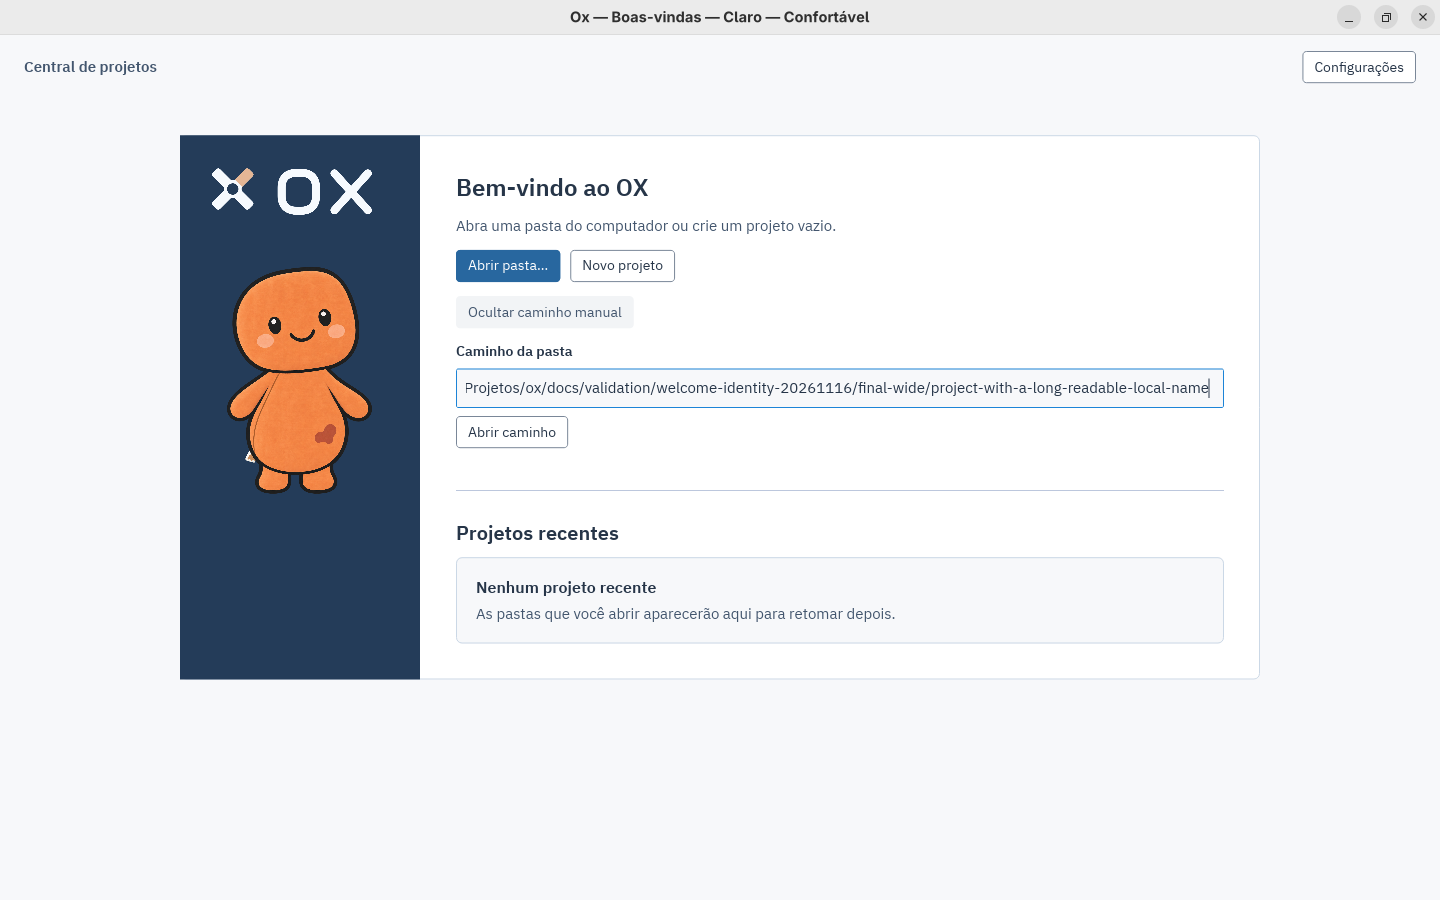 Ox — Boas-vindas — Claro — Confortável
Central de projetos
Configurações
OX
Bem-vindo ao OX
Abra uma pasta do computador ou crie um projeto vazio.
Abrir pasta...
Novo projeto
Ocultar caminho manual
Caminho da pasta
Projetos/ox/docs/validation/welcome-identity-20261116/final-wide/project-with-a-long-readable-local-name
Abrir caminho
Projetos recentes
Nenhum projeto recente
As pastas que você abrir aparecerão aqui para retomar depois.